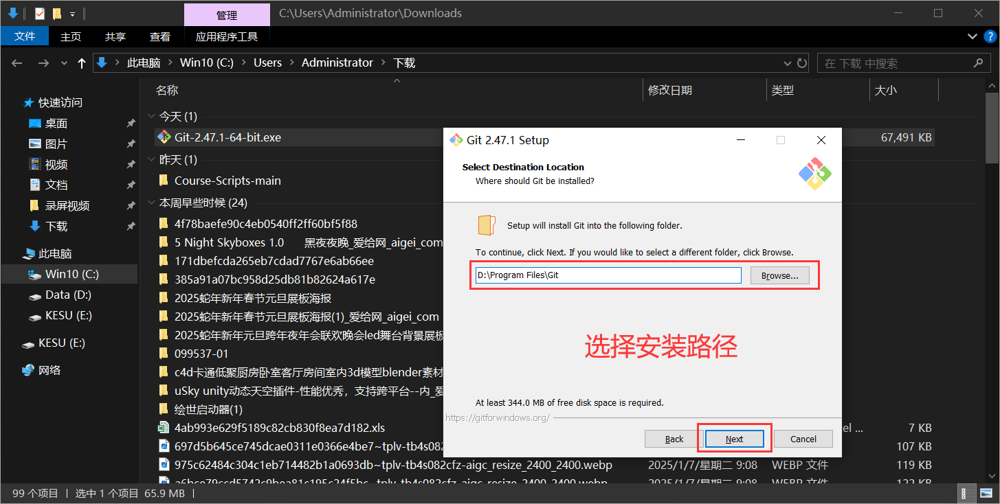 管理
C:\Users\Administrator\Downloads
文件
主页
共享
查看
应用程序工具
此电脑 > Win10 (C:) > Users > Administrator > 下载
在 下载 中搜索
快速访问
桌面
图片
视频
文档
录屏视频
下载
此电脑
Win10 (C:)
Data (D:)
KESU (E:)
KESU (E:)
网络
名称
修改日期
类型
大小
今天 (1)
Git-2.47.1-64-bit.exe
67,491 KB
昨天 (1)
Course-Scripts-main
本周早些时候 (24)
4f78baefe90c4eb0540ff2ff60bf5f88
5 Night Skyboxes 1.0 黑夜夜晚_爱给网_aigei_com
171dbefcda265eb7cdad7767e6ab66ee
385a91a07bc958d25db81b82624a617e
2025蛇年新年春节元旦展板海报
2025蛇年新年春节元旦展板海报(1)_爱给网_aigei_com
2025蛇年新年元旦跨年夜年会联欢晚会led舞台背景展板
099537-01
c4d卡通低聚厨房卧室客厅房间室内3d模型blender素材
uSky unity动态天空插件-性能优秀，支持跨平台--内_爱
绘世启动器(1)
4ab993e629f5189c82cb830f8ea7d182.xls
el ...
7 KB
697d5b645ce745dcae0311e0366e4be7~tplv-tb4s082
107 KB
975c62484c304c1eb714482b1a0693db~tplv-tb4s082cfz-aigc_resize_2400_2400.webp
2025/1/7/星期二 9:08
WEBP 文件
119 KB
Git 2.47.1 Setup
Select Destination Location
Where should Git be installed?
Setup will install Git into the following folder.
To continue, click Next. If you would like to select a different folder, click Browse.
D:\Program Files\Git
Browse...
选择安装路径
At least 344.0 MB of free disk space is required.
https://gitforwindows.org/
Back
Next
Cancel
99 个项目
选中 1 个项目 65.9 MB